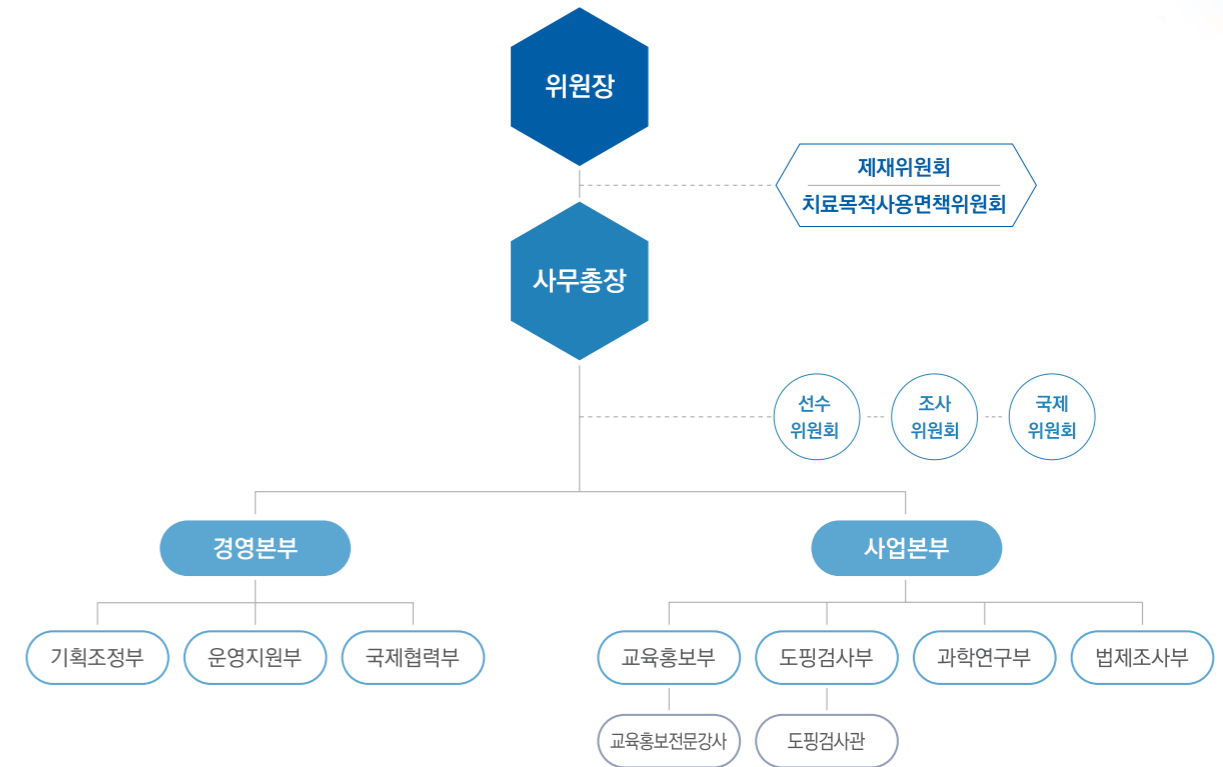 위원장
제재위원회
치료목적사용면책위원회
사무총장
선수
위원회
조사
위원회
국제
위원회
경영본부
사업본부
기획조정부
운영지원부
국제협력부
교육홍보부
도핑검사부
과학연구부
법제조사부
교육홍보전문강사
도핑검사관